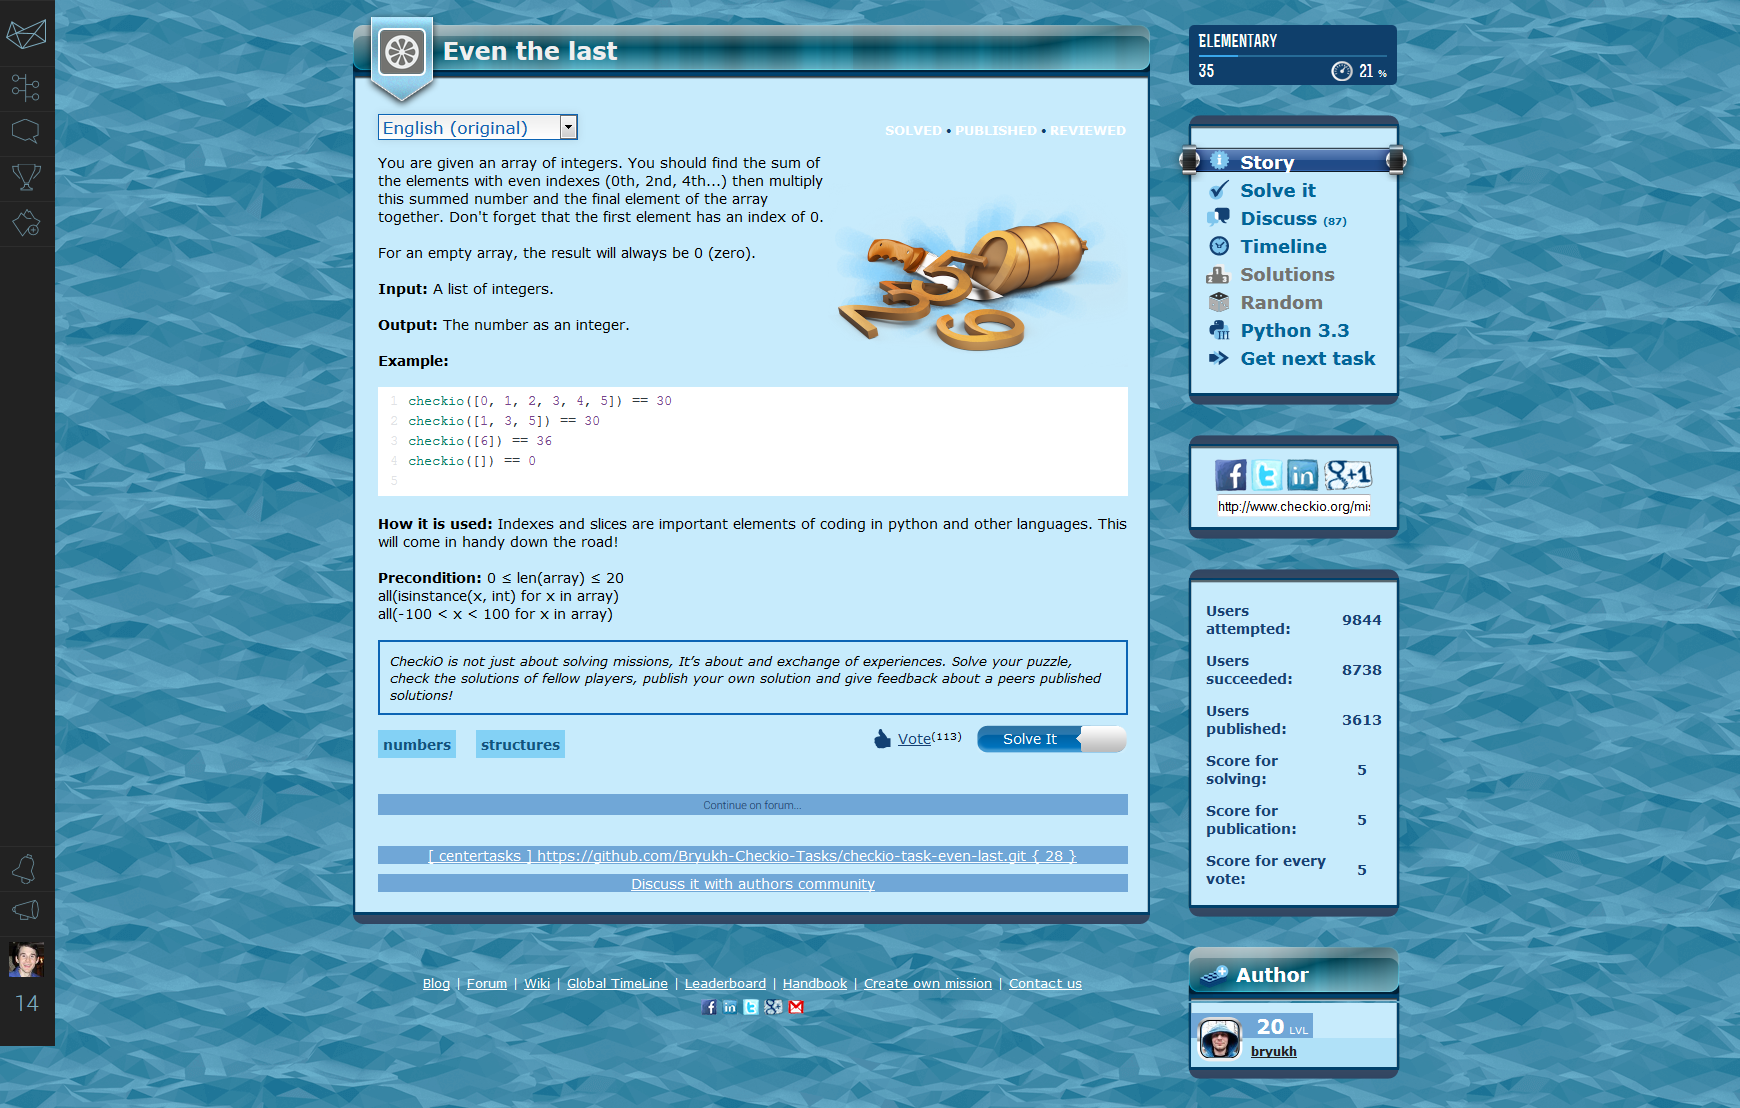 Even the last
English (original)
SOLVED • PUBLISHED • REVIEWED
You are given an array of integers. You should find the sum of
the elements with even indexes (0th, 2nd, 4th...) then multiply
this summed number and the final element of the array
together. Don't forget that the first element has an index of 0.
For an empty array, the result will always be 0 (zero).
Input: A list of integers.
Output: The number as an integer.
Example:
1 checkio([0, 1, 2, 3, 4, 5]) == 30
2 checkio([1, 3, 5]) == 30
3 checkio([6]) == 36
4 checkio([]) == 0
5
How it is used: Indexes and slices are important elements of coding in python and other languages. This
will come in handy down the road!
Precondition: 0 ≤ len(array) ≤ 20
all(isinstance(x, int) for x in array)
all(-100 < x < 100 for x in array)
CheckiO is not just about solving missions, It's about and exchange of experiences. Solve your puzzle,
check the solutions of fellow players, publish your own solution and give feedback about a peers published
solutions!
numbers structures
Vote(113) Solve It
Continue on forum...
[ centertasks ] https://github.com/Bryukh-Checkio-Tasks/checkio-task-even-last.git { 28 }
Discuss it with authors community
Blog | Forum | Wiki | Global TimeLine | Leaderboard | Handbook | Create own mission | Contact us
14
ELEMENTARY
35 21 %
Story
Solve it
Discuss (87)
Timeline
Solutions
Random
Python 3.3
Get next task
http://www.checkio.org/mis
Users
attempted: 9844
Users
succeeded: 8738
Users
published: 3613
Score for
solving: 5
Score for
publication: 5
Score for every
vote: 5
Author
20 LVL
bryukh